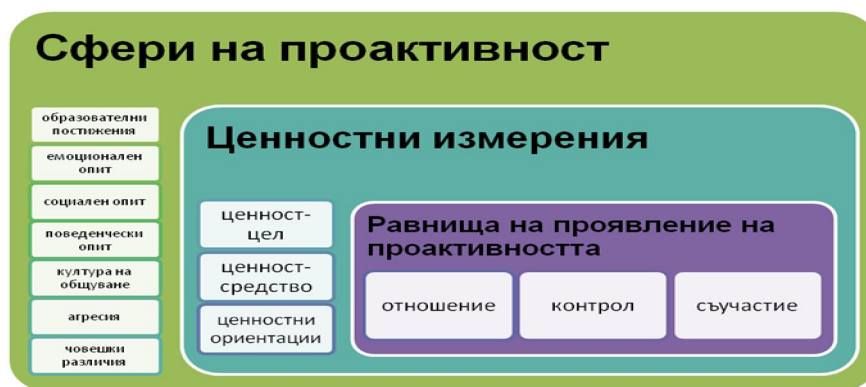 Сфери на проактивност
образователни
постижения
емоционален
опит
социален опит
поведенчески
опит
култура на
общуване
агресия
човешки
различия
Ценностни измерения
ценност-
цел
ценност-
средство
ценностни
ориентации
Равнища на проявление на
проактивността
отношение
контрол
съучастие